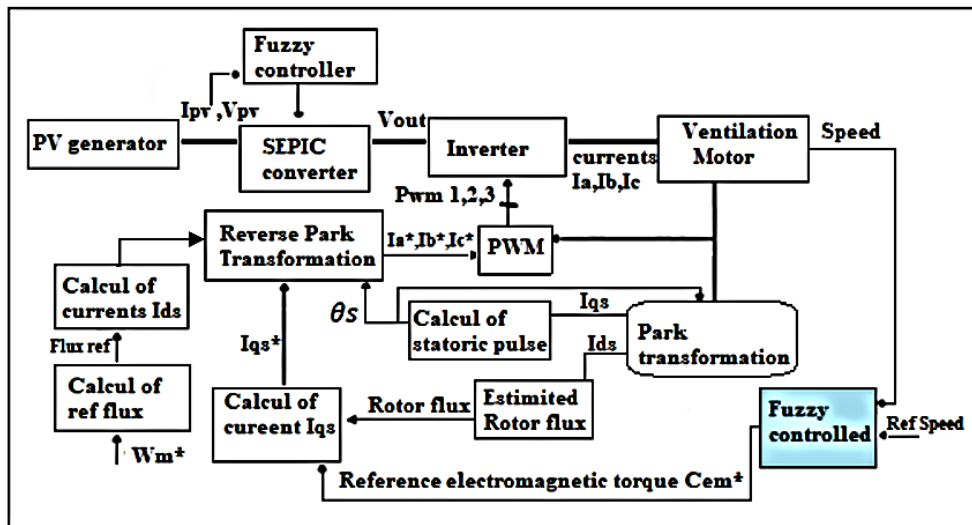 Fuzzy
controller
Ipv ,Vpv
PV generator
SEPIC
converter
Vout
Inverter
currents
Ia,Ib,Ic
Ventilation
Motor
Speed
Pwm 1,2,3
Reverse Park
Transformation
Ia*,Ib*,Ic*
PWM
Calcul of
currents Ids
θs
Calcul of
statoric pulse
Iqs
Ids
Park
transformation
Flux ref
Iqs*
Calcul of
ref flux
Calcul of
cureent Iqs
Rotor flux
Estimited
Rotor flux
Fuzzy
controlled
Ref Speed
Wm*
Reference electromagnetic torque Cem*